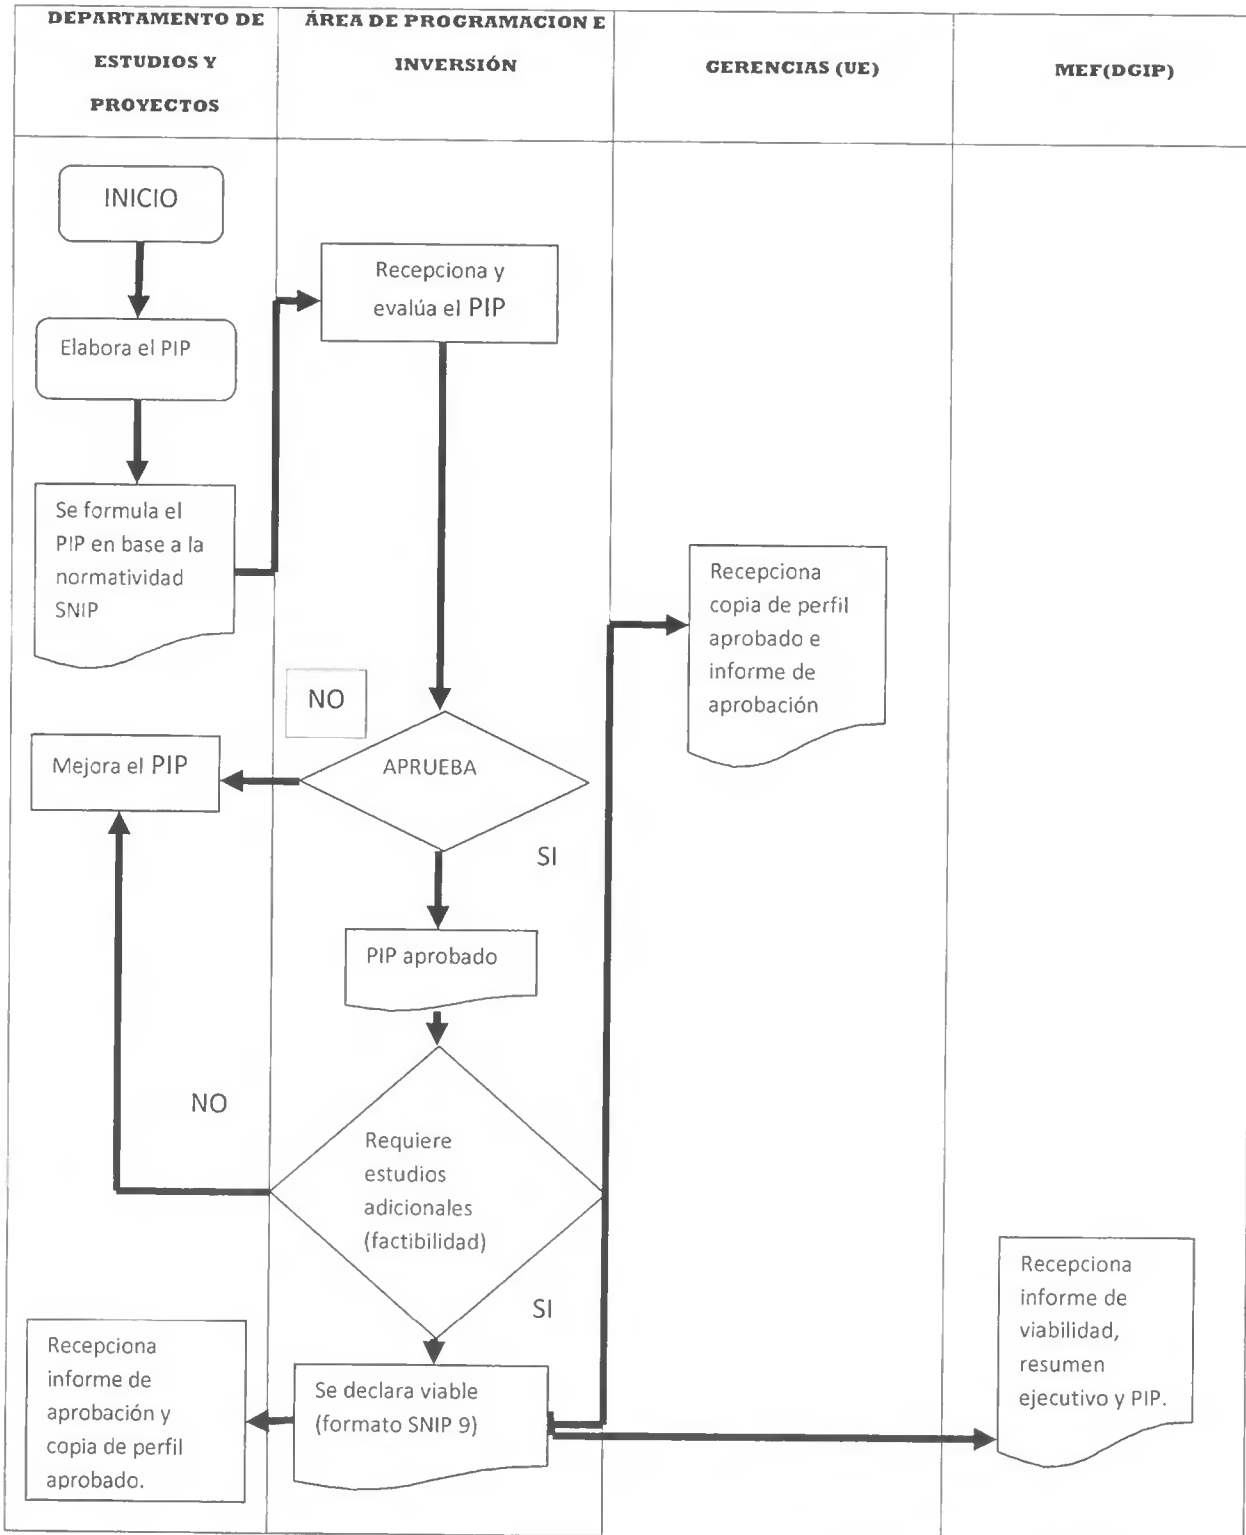 DEPARTAMENTO DE
ESTUDIOS Y
PROYECTOS
ÁREA DE PROGRAMACION E
INVERSIÓN
GERENCIAS (UE)
MEF(DGIP)
INICIO
Recepciona y
evalúa el PIP
Elabora el PIP
Se formula el
PIP en base a la
normatividad
SNIP
Recepciona
copia de perfil
aprobado e
informe de
aprobación
NO
Mejora el PIP
APRUEBA
SI
PIP aprobado
NO
Requiere
estudios
adicionales
(factibilidad)
SI
Recepciona
informe de
viabilidad,
resumen
ejecutivo y PIP.
Recepciona
informe de
aprobación y
copia de perfil
aprobado.
Se declara viable
(formato SNIP 9)